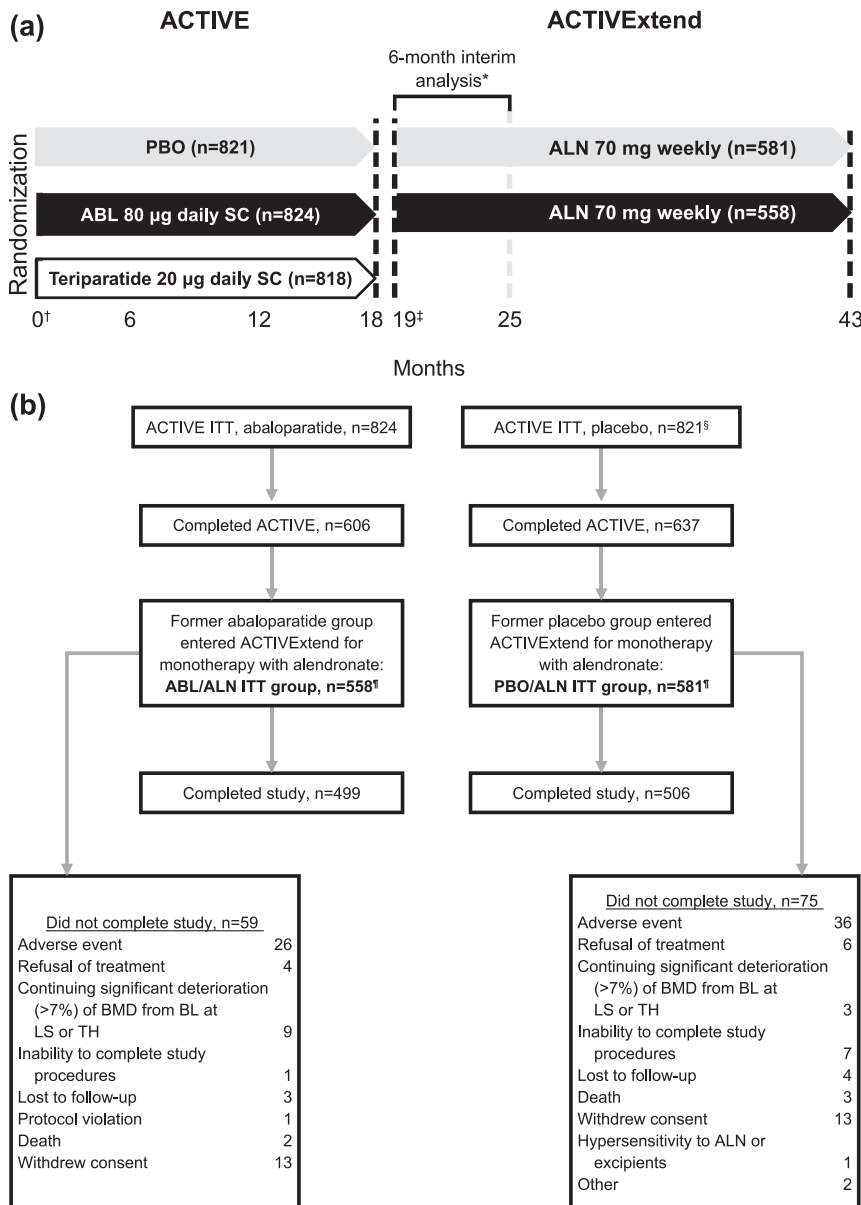 (a)
ACTIVE
ACTIVExtend
6-month interim
analysis*
Randomization
PBO (n=821)
ALN 70 mg weekly (n=581)
ABL 80 µg daily SC (n=824)
ALN 70 mg weekly (n=558)
Teriparatide 20 µg daily SC (n=818)
0† 6 12 18 19‡ 25 43
Months
(b)
ACTIVE ITT, abaloparatide, n=824
ACTIVE ITT, placebo, n=821§
Completed ACTIVE, n=606
Completed ACTIVE, n=637
Former abaloparatide group
entered ACTIVExtend for
monotherapy with alendronate:
ABL/ALN ITT group, n=558¶
Former placebo group entered
ACTIVExtend for monotherapy
with alendronate:
PBO/ALN ITT group, n=581¶
Completed study, n=499
Completed study, n=506
Did not complete study, n=59
Adverse event 26
Refusal of treatment 4
Continuing significant deterioration
(>7%) of BMD from BL at
LS or TH 9
Inability to complete study
procedures 1
Lost to follow-up 3
Protocol violation 1
Death 2
Withdrew consent 13
Did not complete study, n=75
Adverse event 36
Refusal of treatment 6
Continuing significant deterioration
(>7%) of BMD from BL at
LS or TH 3
Inability to complete study
procedures 7
Lost to follow-up 4
Death 3
Withdrew consent 13
Hypersensitivity to ALN or
excipients 1
Other 2